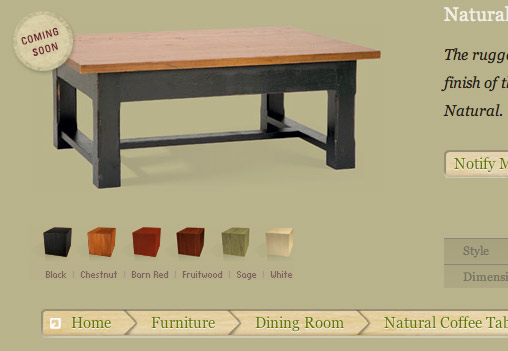 COMING
SOON
Natural
The rugge
finish of t
Natural.
Notify M
Style
Dimensi
Black | Chestnut | Barn Red | Fruitwood | Sage | White
Home
Furniture
Dining Room
Natural Coffee Tab